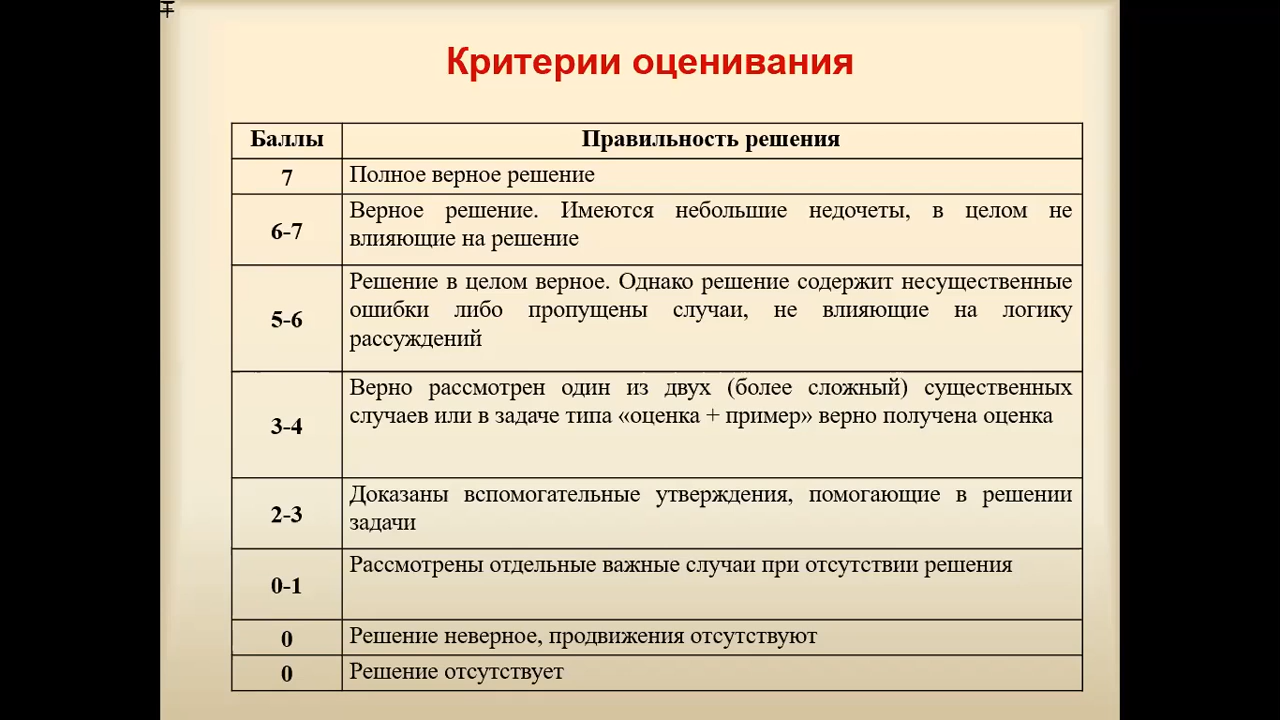 Критерии оценивания
Баллы Правильность решения
7 Полное верное решение
6-7 Верное решение. Имеются небольшие недочеты, в целом не
влияющие на решение
5-6 Решение в целом верное. Однако решение содержит несущественные
ошибки либо пропущены случаи, не влияющие на логику
рассуждений
3-4 Верно рассмотрен один из двух (более сложный) существенных
случаев или в задаче типа «оценка + пример» верно получена оценка
2-3 Доказаны вспомогательные утверждения, помогающие в решении
задачи
0-1 Рассмотрены отдельные важные случаи при отсутствии решения
0 Решение неверное, продвижения отсутствуют
0 Решение отсутствует